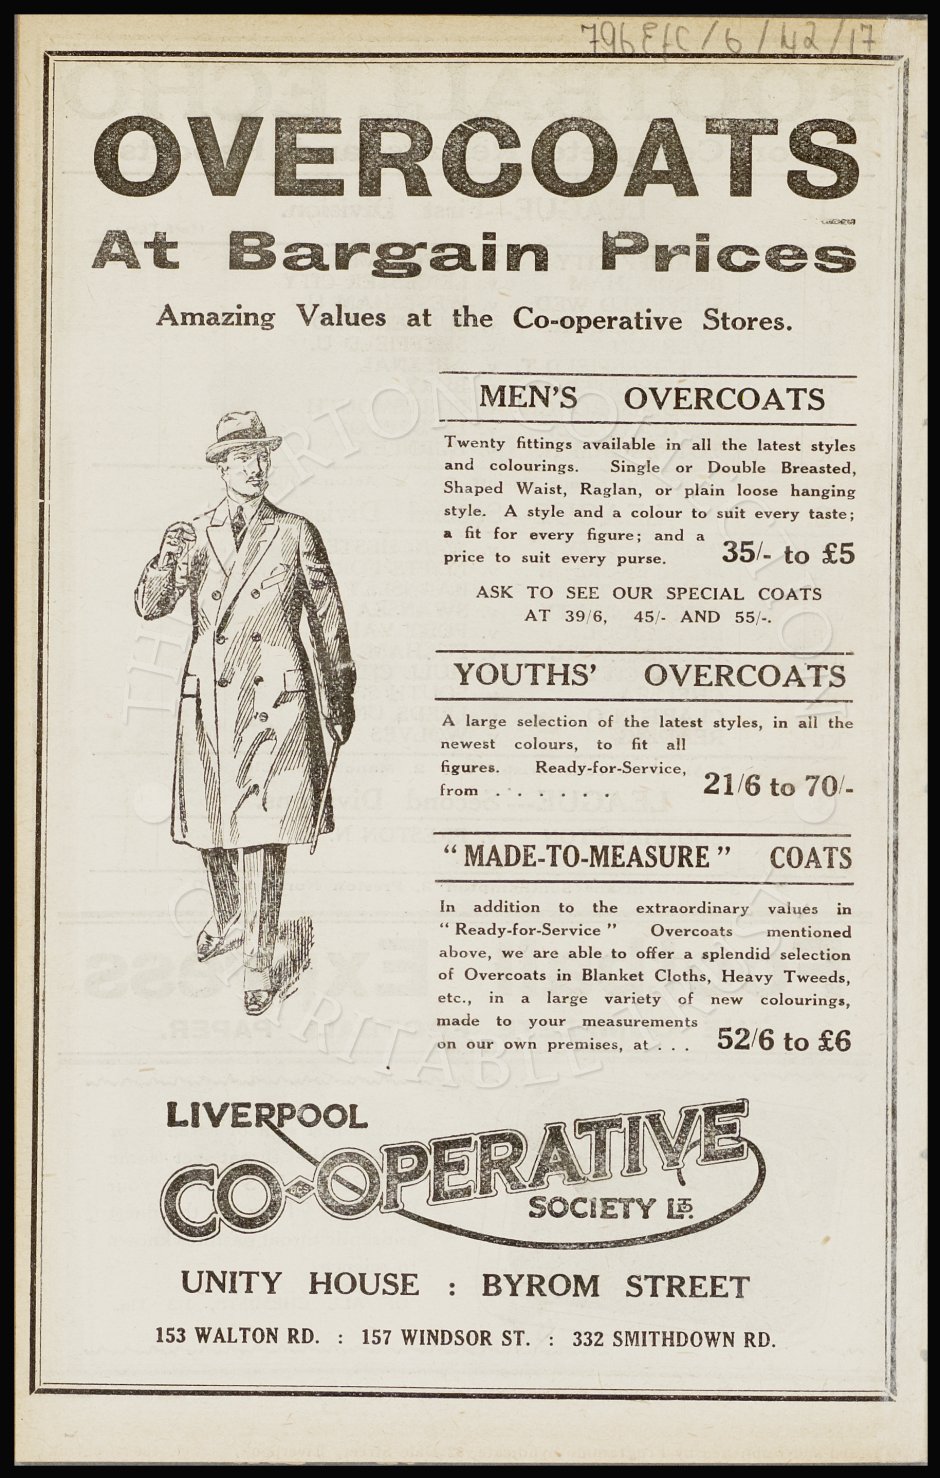 796 EFC/6/42/17
OVERCOATS
At Bargain Prices
Amazing Values at the Co-operative Stores.
MEN'S OVERCOATS
Twenty fittings available in all the latest styles
and colourings. Single or Double Breasted,
Shaped Waist, Raglan, or plain loose hanging
style. A style and a colour to suit every taste;
a fit for every figure; and a
price to suit every purse. 35/- to £5
ASK TO SEE OUR SPECIAL COATS
AT 39/6, 45/- AND 55/-.
YOUTHS' OVERCOATS
A large selection of the latest styles, in all the
newest colours, to fit all
figures. Ready-for-Service,
from . . . . . . 21/6 to 70/-
"MADE-TO-MEASURE" COATS
In addition to the extraordinary values in
"Ready-for-Service" Overcoats mentioned
above, we are able to offer a splendid selection
of Overcoats in Blanket Cloths, Heavy Tweeds,
etc., in a large variety of new colourings,
made to your measurements
on our own premises, at . . . 52/6 to £6
LIVERPOOL
CO-OPERATIVE
SOCIETY LTD.
UNITY HOUSE : BYROM STREET
153 WALTON RD. : 157 WINDSOR ST. : 332 SMITHDOWN RD.
THE EVERTON COLLECTION
CHARITABLE TRUST